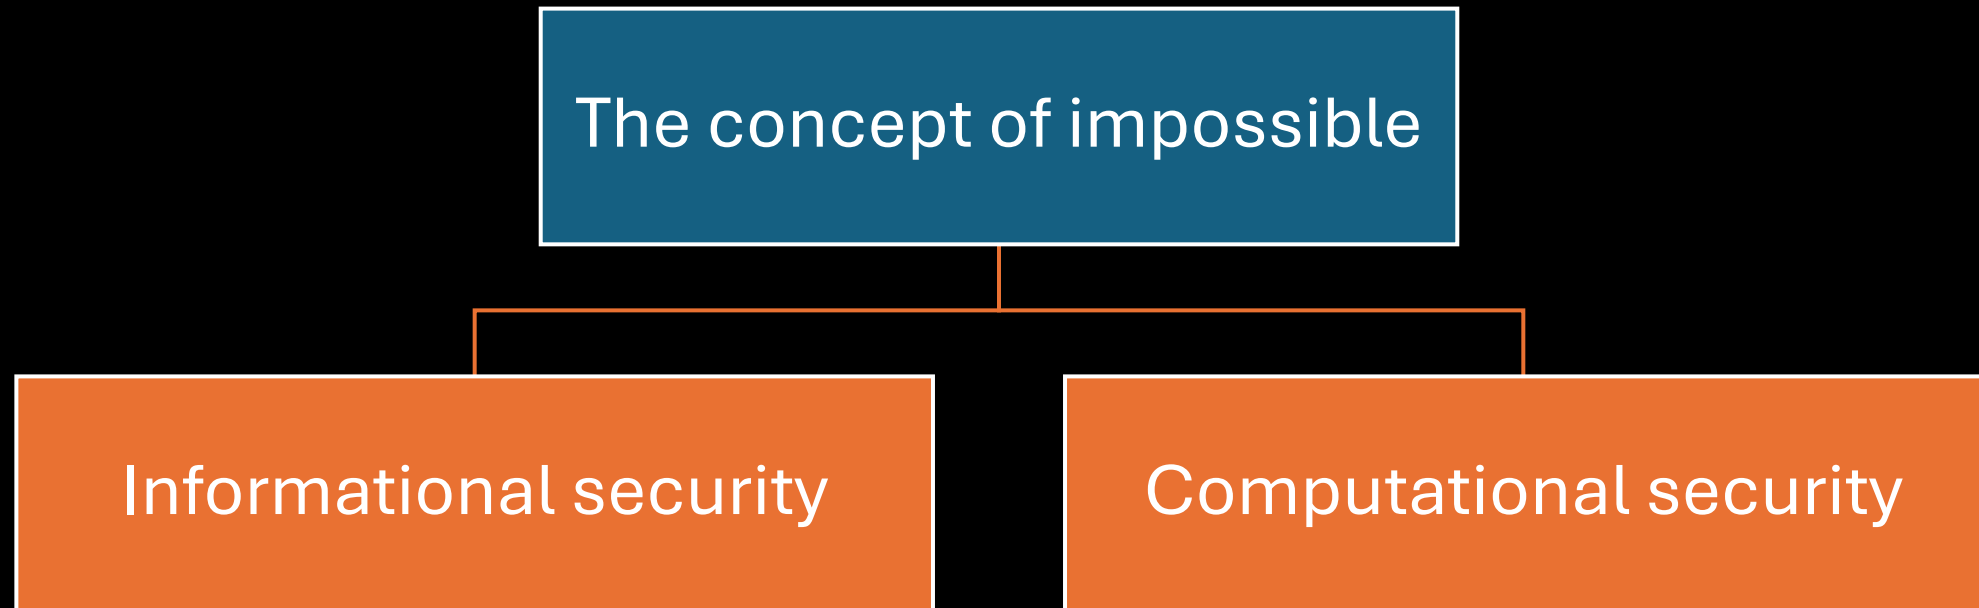 The concept of impossible
Informational security
Computational security